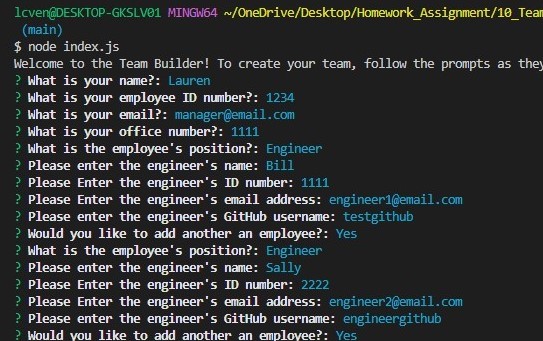 lcver@DESKTOP-GKSLV01 MINGW64 ~/OneDrive/Desktop/Homework_Assignment/10_Team
(main)
$ node index.js
Welcome to the Team Builder! To create your team, follow the prompts as they
? What is your name?: Lauren
? What is your employee ID number?: 1234
? What is your email?: manager@email.com
? What is your office number?: 1111
? What is the employee's position?: Engineer
? Please Enter the engineer's name: Bill
? Please Enter the engineer's ID number: 1111
? Please Enter the engineer's email address: engineer1@email.com
? Please Enter the engineer's GitHub username: testgithub
? Would you like to add another an employee?: Yes
? What is the employee's position?: Engineer
? Please Enter the engineer's name: Sally
? Please Enter the engineer's ID number: 2222
? Please Enter the engineer's email address: engineer2@email.com
? Please Enter the engineer's GitHub username: engineergithub
? Would you like to add another an employee?: Yes